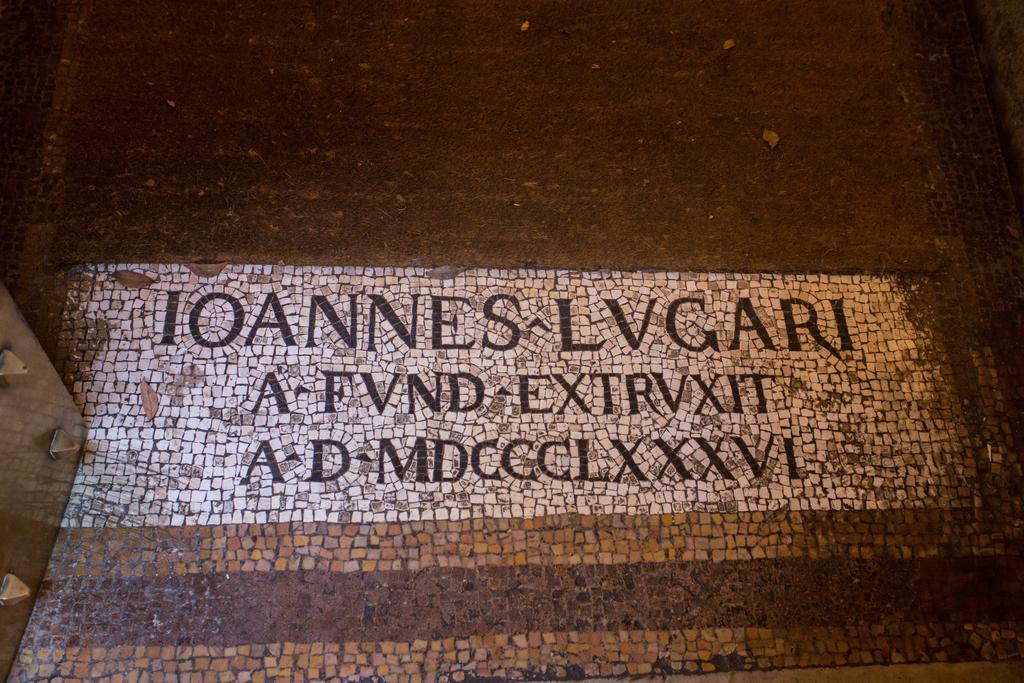 IOANNES·LVGARI
A·FVND·EXTRVXIT
A·D·MDCCCLXXXVI